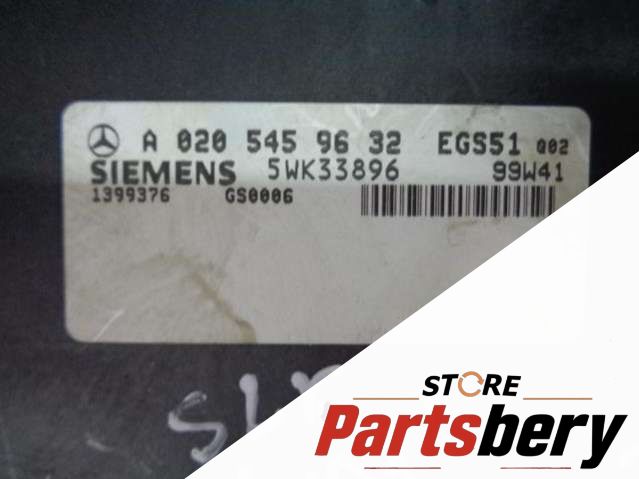 A 020 545 96 32 EGS51 Q02
SIEMENS 5WK33896 99W41
1399376 GS0006
STORE
Partsbery